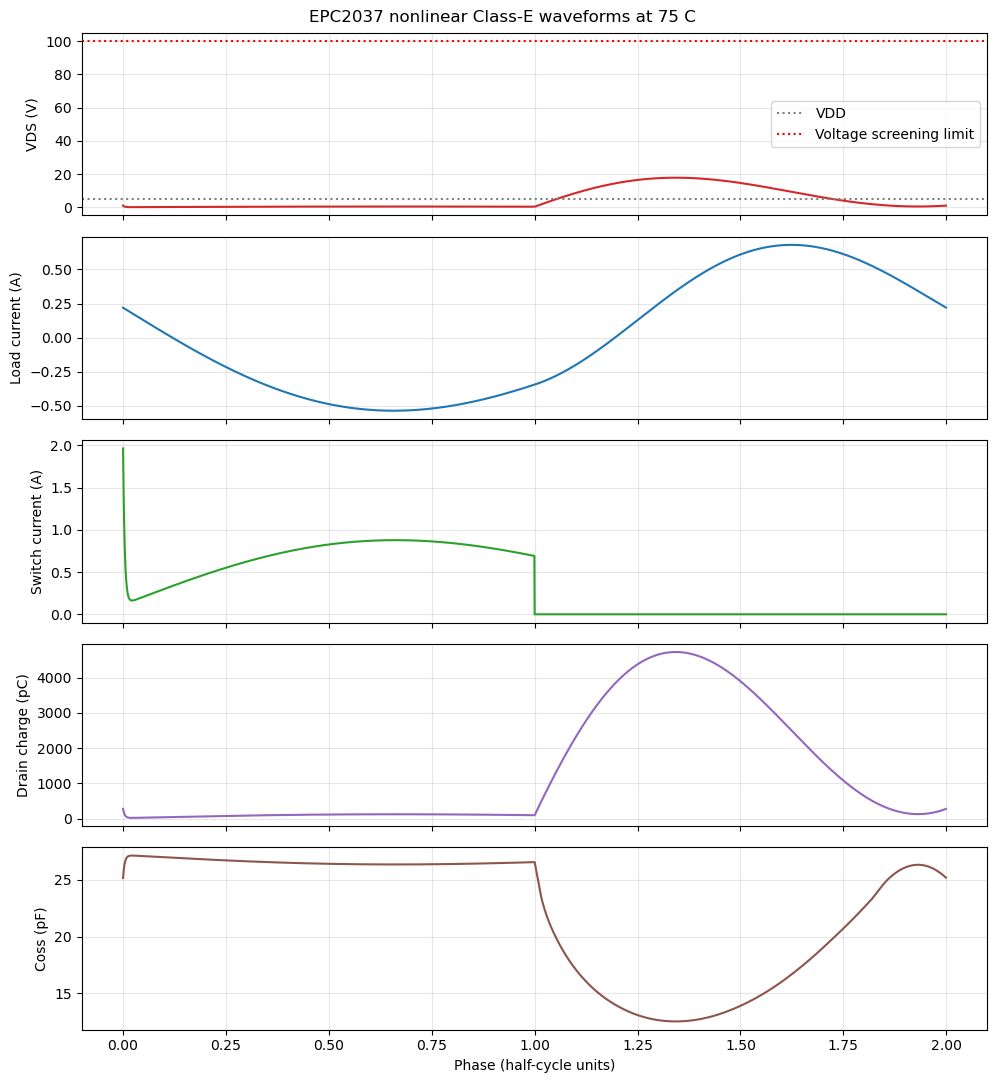 EPC2037 nonlinear Class-E waveforms at 75 C
VDS (V)
100
80
60
40
20
0
VDD
Voltage screening limit
Load current (A)
0.50
0.25
0.00
−0.25
−0.50
Switch current (A)
2.0
1.5
1.0
0.5
0.0
Drain charge (pC)
4000
3000
2000
1000
0
Coss (pF)
25
20
15
0.00 0.25 0.50 0.75 1.00 1.25 1.50 1.75 2.00
Phase (half-cycle units)